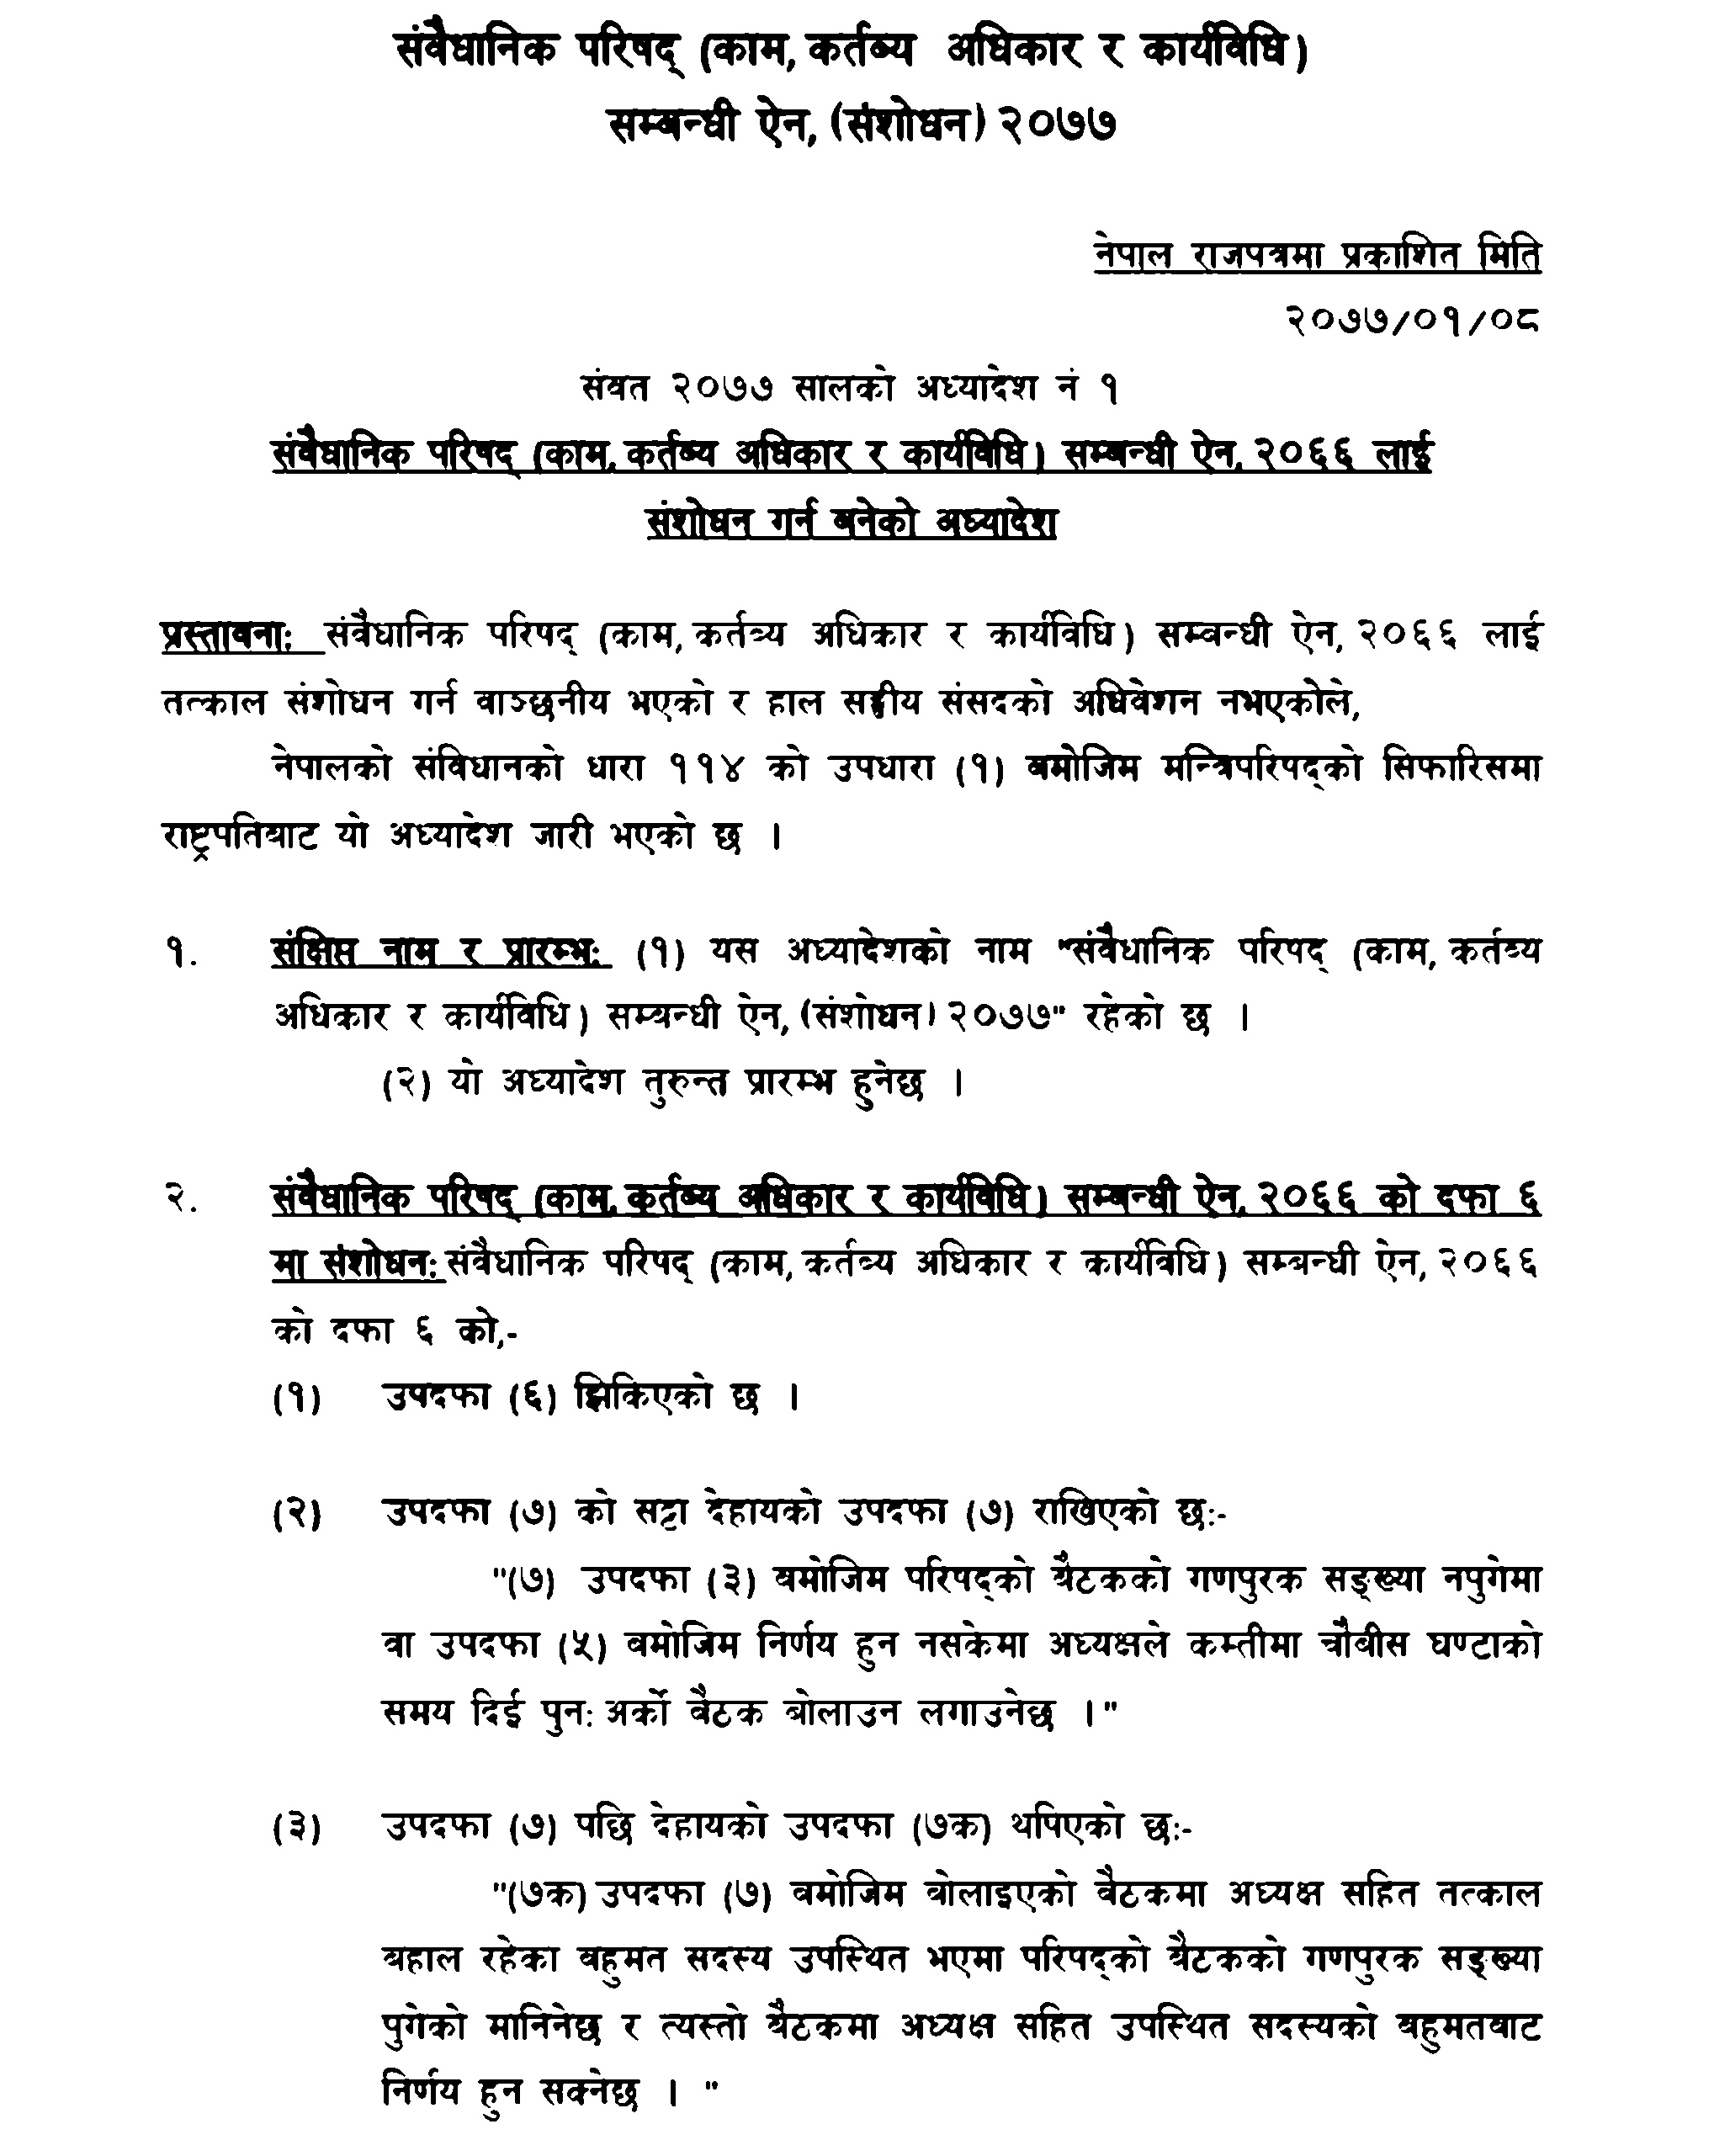 संवैधानिक परिषद् (काम, कर्तब्य अधिकार र कार्यविधि)
सम्बन्धी ऐन, (संशोधन) २०७७
नेपाल राजपत्रमा प्रकाशित मिति
२०७७/०१/०८
संवत २०७७ सालको अध्यादेश नं १
संवैधानिक परिषद् (काम, कर्तब्य अधिकार र कार्यविधि) सम्बन्धी ऐन, २०६६ लाई
संशोधन गर्न बनेको अध्यादेश
प्रस्तावना: संवैधानिक परिषद् (काम, कर्तब्य अधिकार र कार्यविधि) सम्बन्धी ऐन, २०६६ लाई
तत्काल संशोधन गर्न वाञ्छनीय भएको र हाल सङ्घीय संसदको अधिवेशन नभएकोले,
नेपालको संविधानको धारा ११४ को उपधारा (१) बमोजिम मन्त्रिपरिषद्को सिफारिसमा
राष्ट्रपतिबाट यो अध्यादेश जारी भएको छ ।
१. संक्षिप्त नाम र प्रारम्भ: (१) यस अध्यादेशको नाम "संवैधानिक परिषद् (काम, कर्तब्य
अधिकार र कार्यविधि) सम्बन्धी ऐन, (संशोधन) २०७७" रहेको छ ।
(२) यो अध्यादेश तुरुन्त प्रारम्भ हुनेछ ।
२. संवैधानिक परिषद् (काम, कर्तब्य अधिकार र कार्यविधि) सम्बन्धी ऐन, २०६६ को दफा ६
मा संशोधन: संवैधानिक परिषद् (काम, कर्तब्य अधिकार र कार्यविधि) सम्बन्धी ऐन, २०६६
को दफा ६ को,-
(१) उपदफा (६) झिकिएको छ ।
(२) उपदफा (७) को सट्टा देहायको उपदफा (७) राखिएको छ:-
"(७) उपदफा (३) बमोजिम परिषद्को बैठकको गणपुरक सङ्ख्या नपुगेमा
वा उपदफा (५) बमोजिम निर्णय हुन नसकेमा अध्यक्षले कम्तीमा चौबीस घण्टाको
समय दिई पुन: अर्को बैठक बोलाउन लगाउनेछ ।"
(३) उपदफा (७) पछि देहायको उपदफा (७क) थपिएको छ:-
"(७क) उपदफा (७) बमोजिम बोलाइएको बैठकमा अध्यक्ष सहित तत्काल
बहाल रहेका बहुमत सदस्य उपस्थित भएमा परिषद्को बैठकको गणपुरक सङ्ख्या
पुगेको मानिनेछ र त्यस्तो बैठकमा अध्यक्ष सहित उपस्थित सदस्यको बहुमतबाट
निर्णय हुन सक्नेछ । "